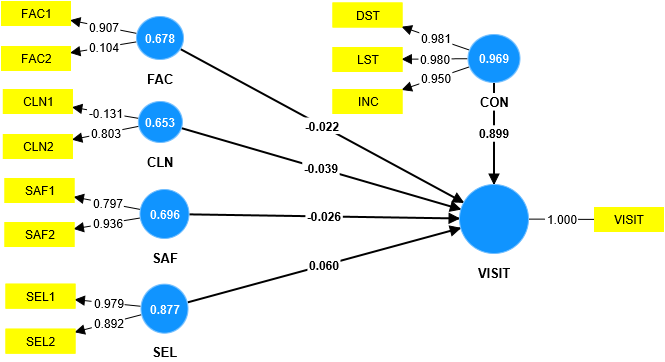 FAC1
0.907
FAC2
0.104
0.678
FAC
CLN1
-0.131
CLN2
0.803
0.653
CLN
SAF1
0.797
SAF2
0.936
0.696
SAF
SEL1
0.979
SEL2
0.892
0.877
SEL
DST
0.981
LST
0.980
INC
0.950
0.969
CON
0.899
-0.022
-0.039
-0.026
0.060
VISIT
1.000
VISIT